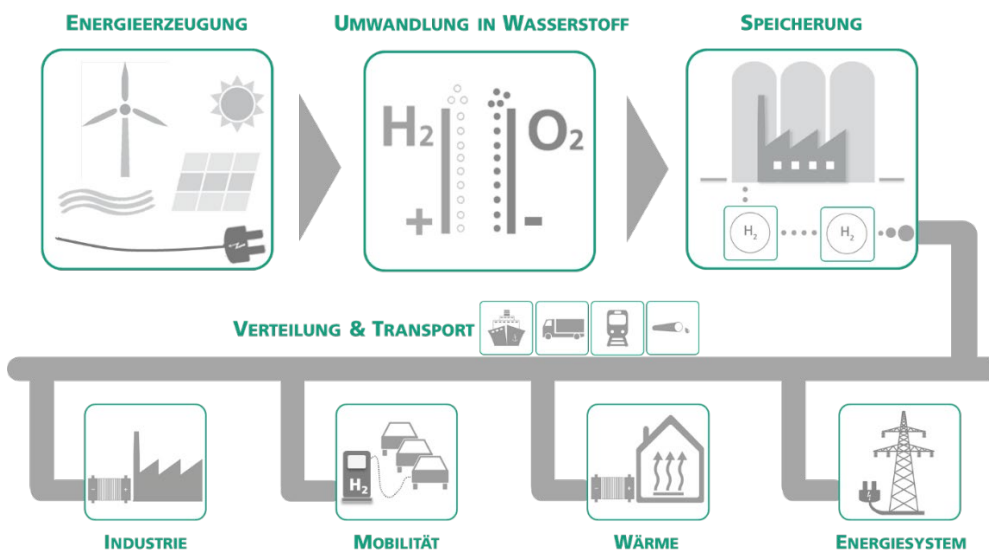 ENERGIEERZEUGUNG
UMWANDLUNG IN WASSERSTOFF
SPEICHERUNG
H2
O2
+
-
H2
H2
VERTEILUNG & TRANSPORT
H2
INDUSTRIE
MOBILITÄT
WÄRME
ENERGIESYSTEM